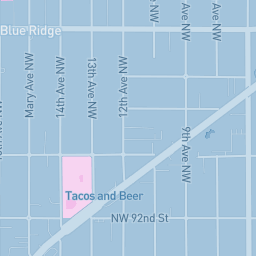 NW
Blue Ridge
Mary Ave NW
14th Ave NW
13th Ave NW
12th Ave NW
9th Ave NW
Tacos and Beer
NW 92nd St